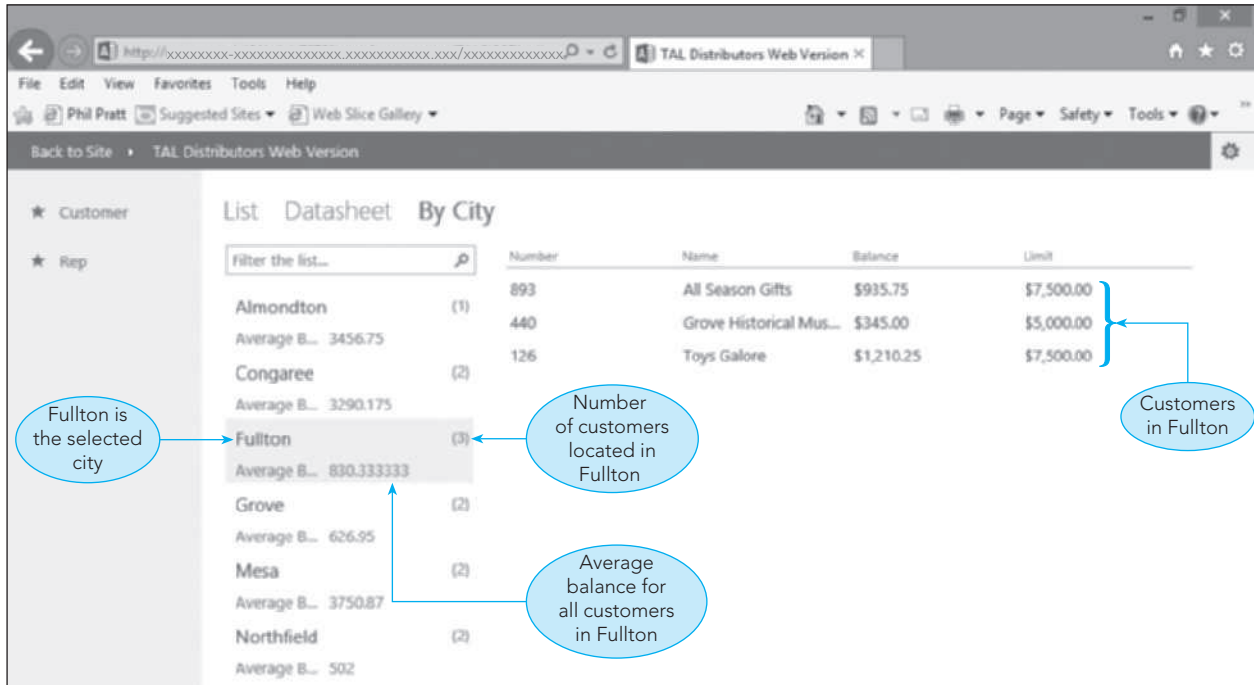 http://xxxxxxxx-xxxxxxxxxxxxxx.xxxxxxxxxxxx.xxx/xxxxxxxxxxxxxx
TAL Distributors Web Version
File Edit View Favorites Tools Help
Phil Pratt Suggested Sites Web Slice Gallery
Page Safety Tools
Back to Site TAL Distributors Web Version
Customer
Rep
List Datasheet By City
Filter the list...
Number Name Balance Limit
893 All Season Gifts $935.75 $7,500.00
440 Grove Historical Mus... $345.00 $5,000.00
126 Toys Galore $1,210.25 $7,500.00
Almondton (1)
Average B... 3456.75
Congaree (2)
Average B... 3290.175
Fullton (3)
Average B... 830.333333
Grove (2)
Average B... 626.95
Mesa (2)
Average B... 3750.87
Northfield (2)
Average B... 502
Fullton is
the selected
city
Number
of customers
located in
Fullton
Customers
in Fullton
Average
balance for
all customers
in Fullton